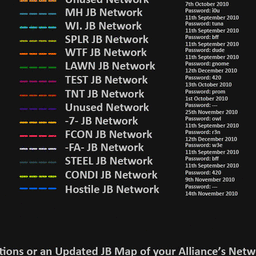 Unused Network
7th October 2010
MH JB Network
Password: i0u
11th September 2010
WI. JB Network
Password: tuna
11th September 2010
SPLR JB Network
Password: bff
11th September 2010
WTF JB Network
Password: dude
11th September 2010
LAWN JB Network
Password: gnome
12th December 2010
TEST JB Network
Password: 420
13th October 2010
TNT JB Network
Password: prom
1st October 2010
Unused Network
Password: ---
25th November 2010
-7- JB Network
Password: owl
11th September 2010
FCON JB Network
Password: r3n
12th December 2010
-FA- JB Network
Password: w3e
11th September 2010
STEEL JB Network
Password: bff
11th September 2010
CONDI JB Network
Password: 420
9th November 2010
Hostile JB Network
Password: ---
14th November 2010
tions or an Updated JB Map of your Alliance's Netw